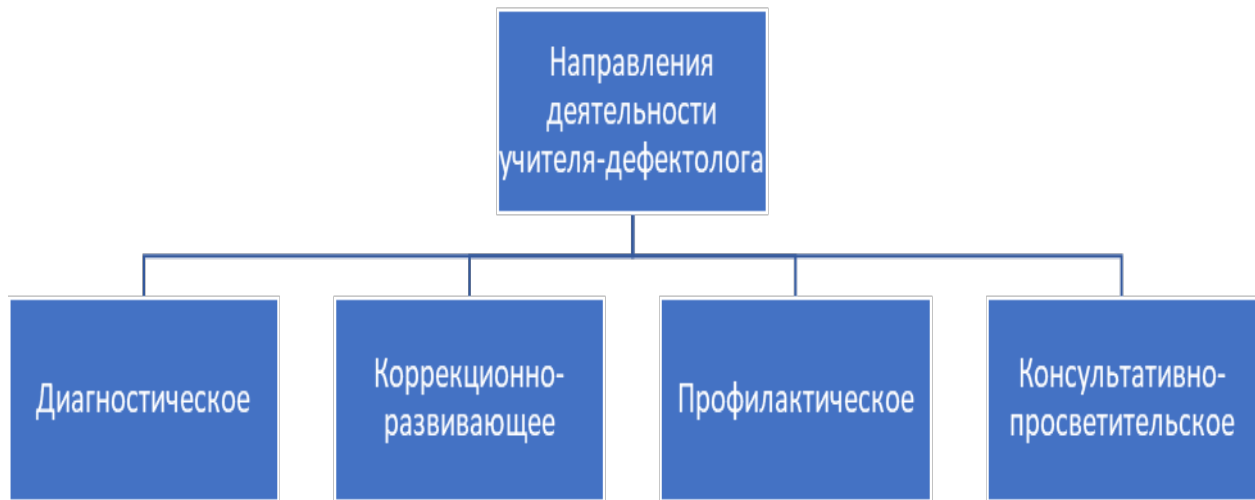 Направления
деятельности
учителя-дефектолога
Диагностическое
Коррекционно-
развивающее
Профилактическое
Консультативно-
просветительское